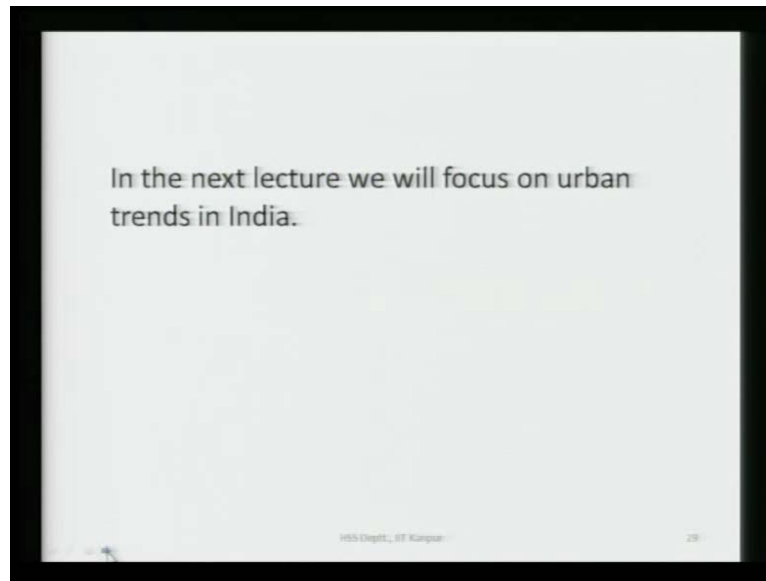 In the next lecture we will focus on urban
trends in India.
HSS Deptt., IIT Kanpur
29